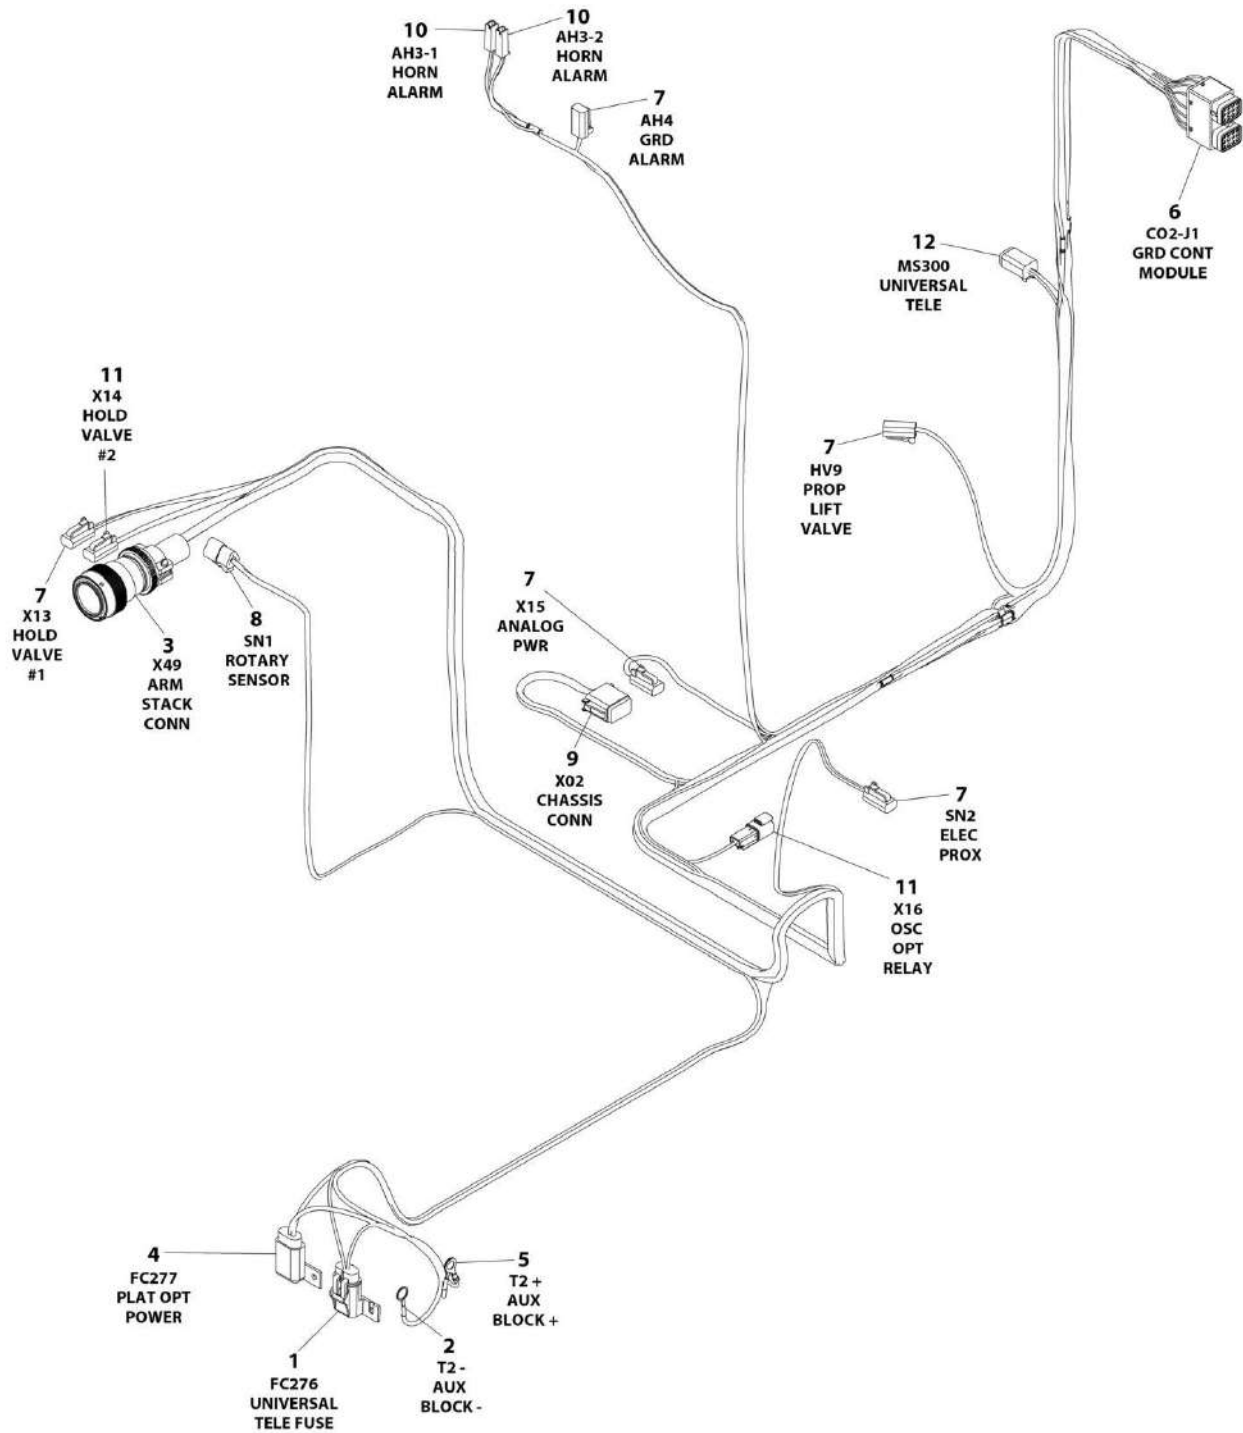 10
AH3-1
HORN
ALARM
10
AH3-2
HORN
ALARM
7
AH4
GRD
ALARM
6
CO2-J1
GRD CONT
MODULE
12
MS300
UNIVERSAL
TELE
11
X14
HOLD
VALVE
#2
7
HV9
PROP
LIFT
VALVE
7
X13
HOLD
VALVE
#1
3
X49
ARM
STACK
CONN
8
SN1
ROTARY
SENSOR
7
X15
ANALOG
PWR
9
X02
CHASSIS
CONN
7
SN2
ELEC
PROX
11
X16
OSC
OPT
RELAY
4
FC277
PLAT OPT
POWER
5
T2 +
AUX
BLOCK +
1
FC276
UNIVERSAL
TELE FUSE
2
T2 -
AUX
BLOCK -